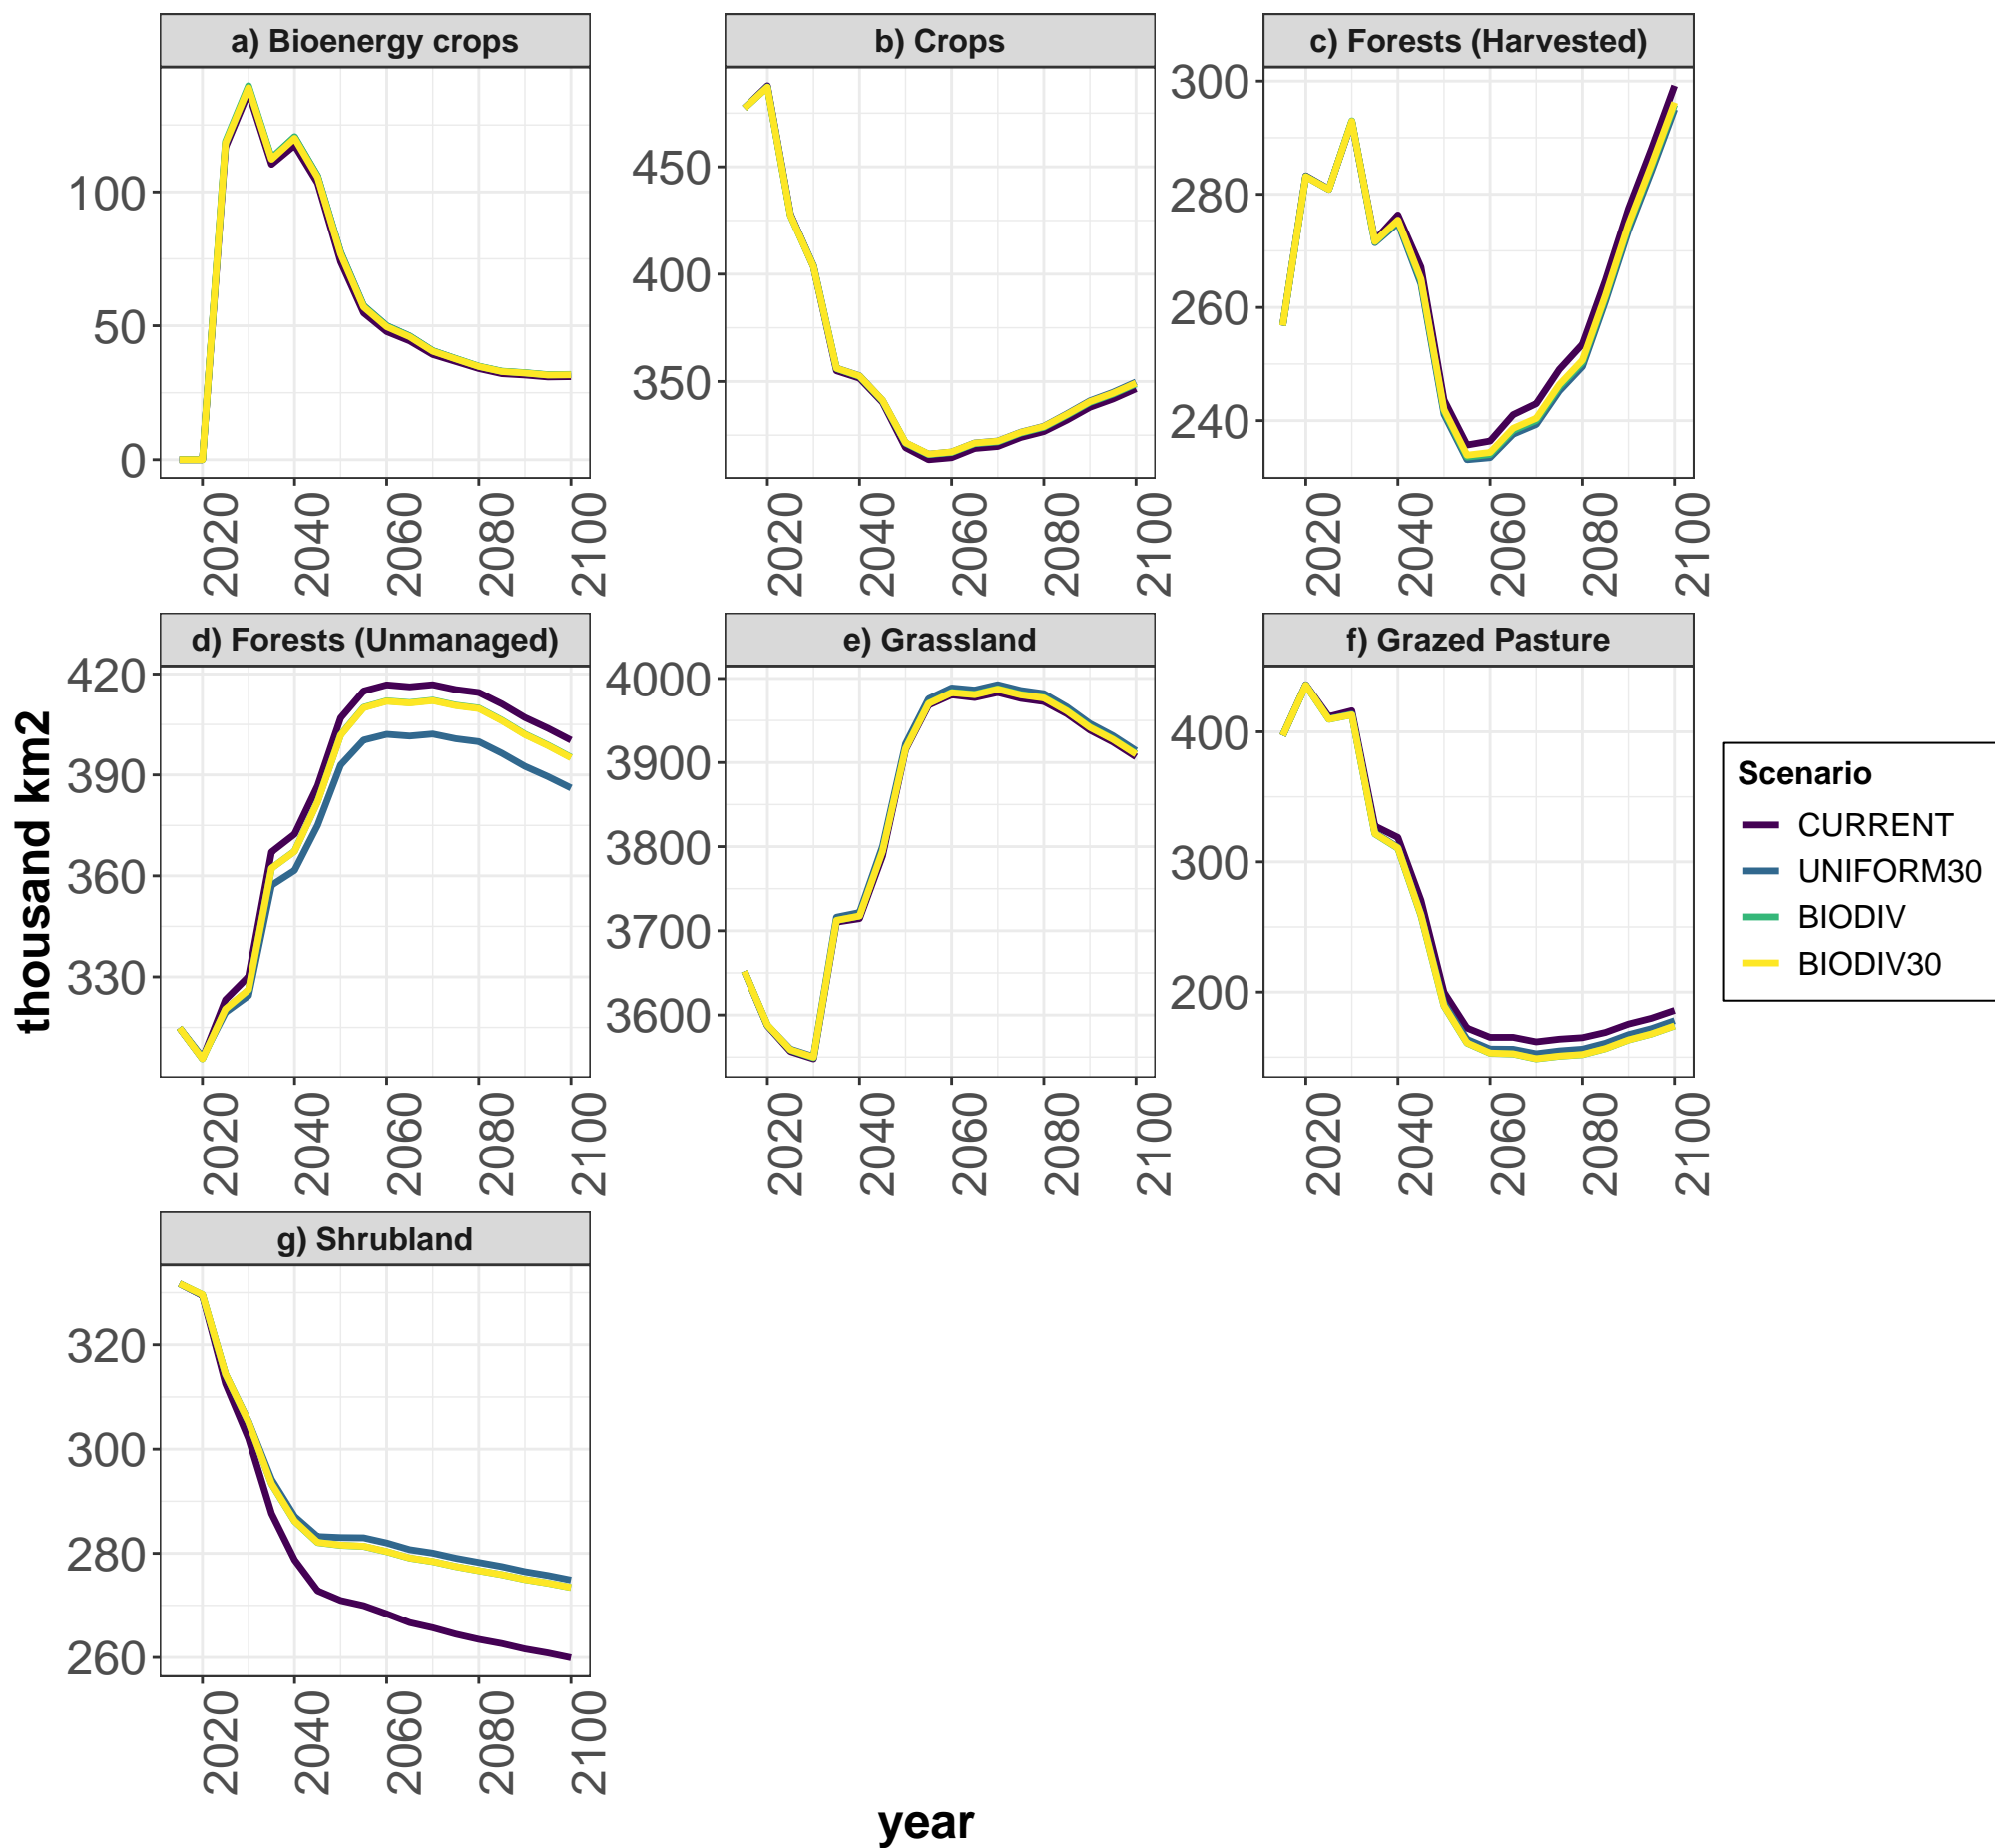 a) Bioenergy crops
b) Crops
c) Forests (Harvested)
100
50
0
450
400
350
300
280
260
240
2020 2040 2060 2080 2100
2020 2040 2060 2080 2100
2020 2040 2060 2080 2100
d) Forests (Unmanaged)
e) Grassland
f) Grazed Pasture
420
390
360
330
4000
3900
3800
3700
3600
400
300
200
2020 2040 2060 2080 2100
2020 2040 2060 2080 2100
2020 2040 2060 2080 2100
g) Shrubland
320
300
280
260
2020 2040 2060 2080 2100
thousand km2
year
Scenario
CURRENT
UNIFORM30
BIODIV
BIODIV30